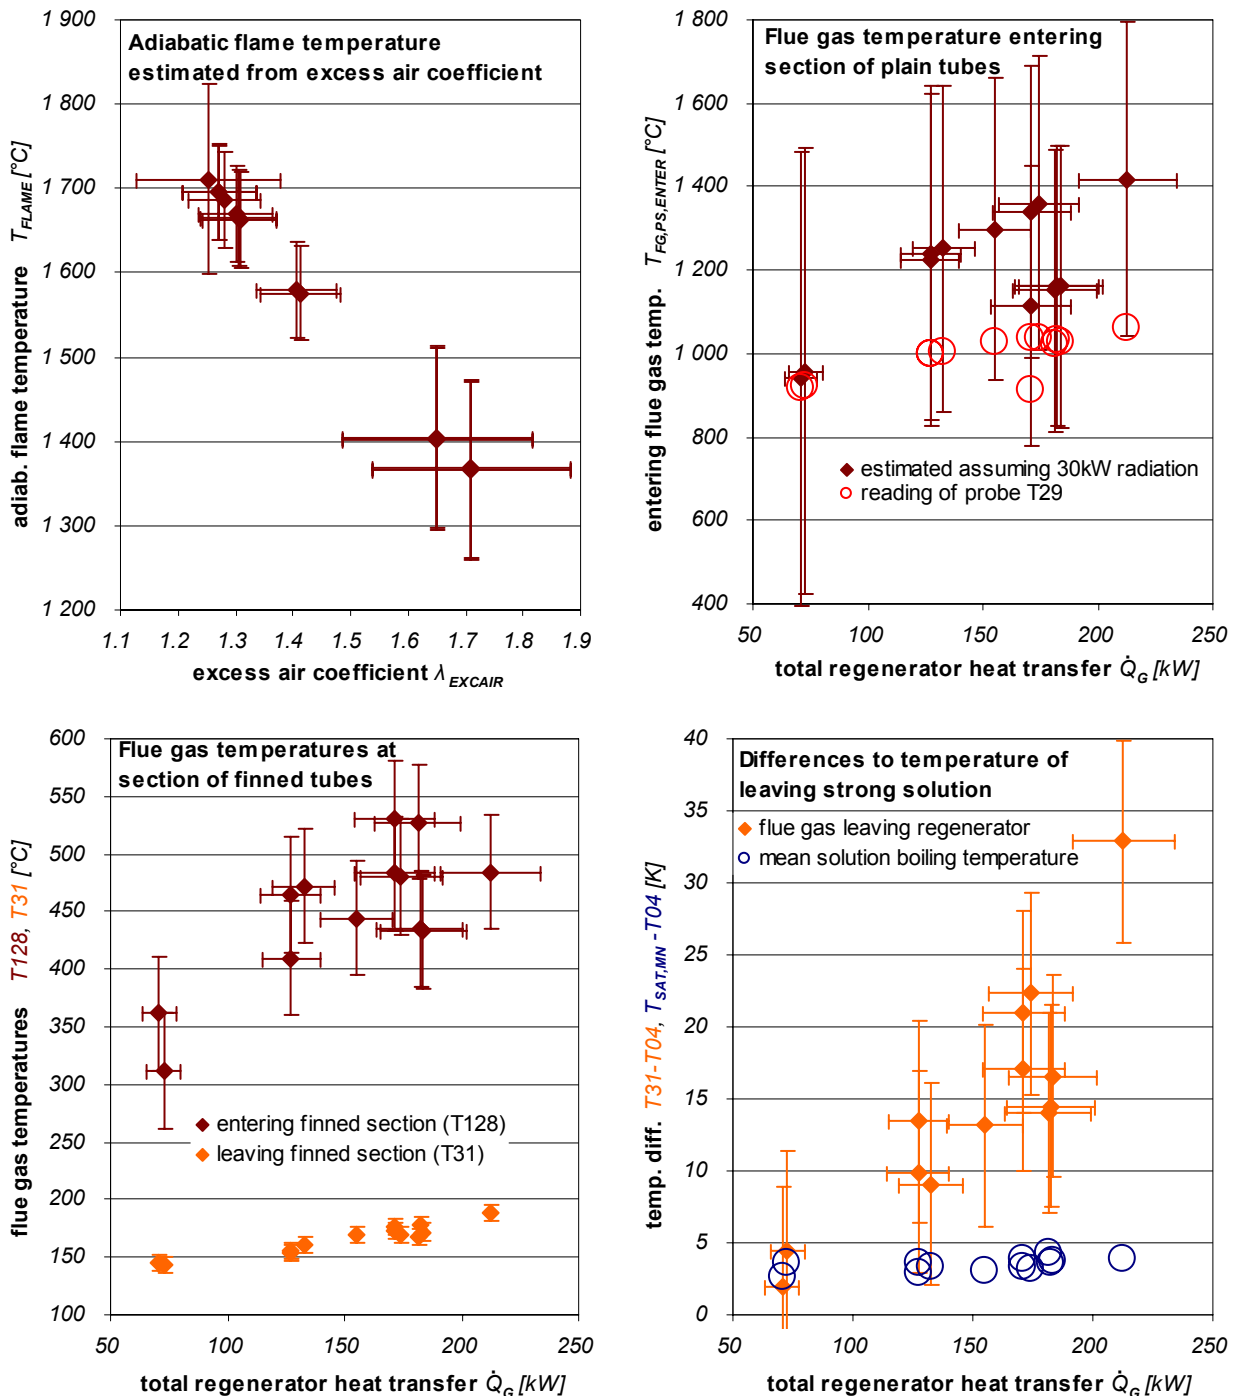 Adiabatic flame temperature
estimated from excess air coefficient
adiab. flame temperature T_FLAME [°C]
1 900
1 800
1 700
1 600
1 500
1 400
1 300
1 200
1.1 1.2 1.3 1.4 1.5 1.6 1.7 1.8 1.9
excess air coefficient λ_EXCAIR
Flue gas temperature entering
section of plain tubes
entering flue gas temp. T_FG,PS,ENTER [°C]
1 800
1 600
1 400
1 200
1 000
800
600
400
estimated assuming 30kW radiation
reading of probe T29
50 100 150 200 250
total regenerator heat transfer Q̇_G [kW]
Flue gas temperatures at
section of finned tubes
flue gas temperatures T128, T31 [°C]
600
550
500
450
400
350
300
250
200
150
100
entering finned section (T128)
leaving finned section (T31)
50 100 150 200 250
total regenerator heat transfer Q̇_G [kW]
Differences to temperature of
leaving strong solution
flue gas leaving regenerator
mean solution boiling temperature
temp. diff. T31-T04, T_SAT,MN -T04 [K]
40
35
30
25
20
15
10
5
0
50 100 150 200 250
total regenerator heat transfer Q̇_G [kW]